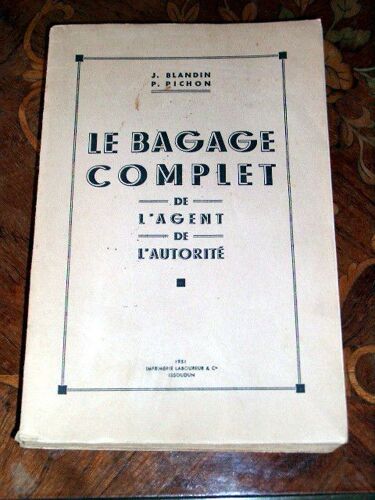 J. BLANDIN
P. PICHON
LE BAGAGE
COMPLET
DE
L'AGENT
DE
L'AUTORITÉ
1951
IMPRIMERIE LABOUREUR & Cie
ISSOUDUN